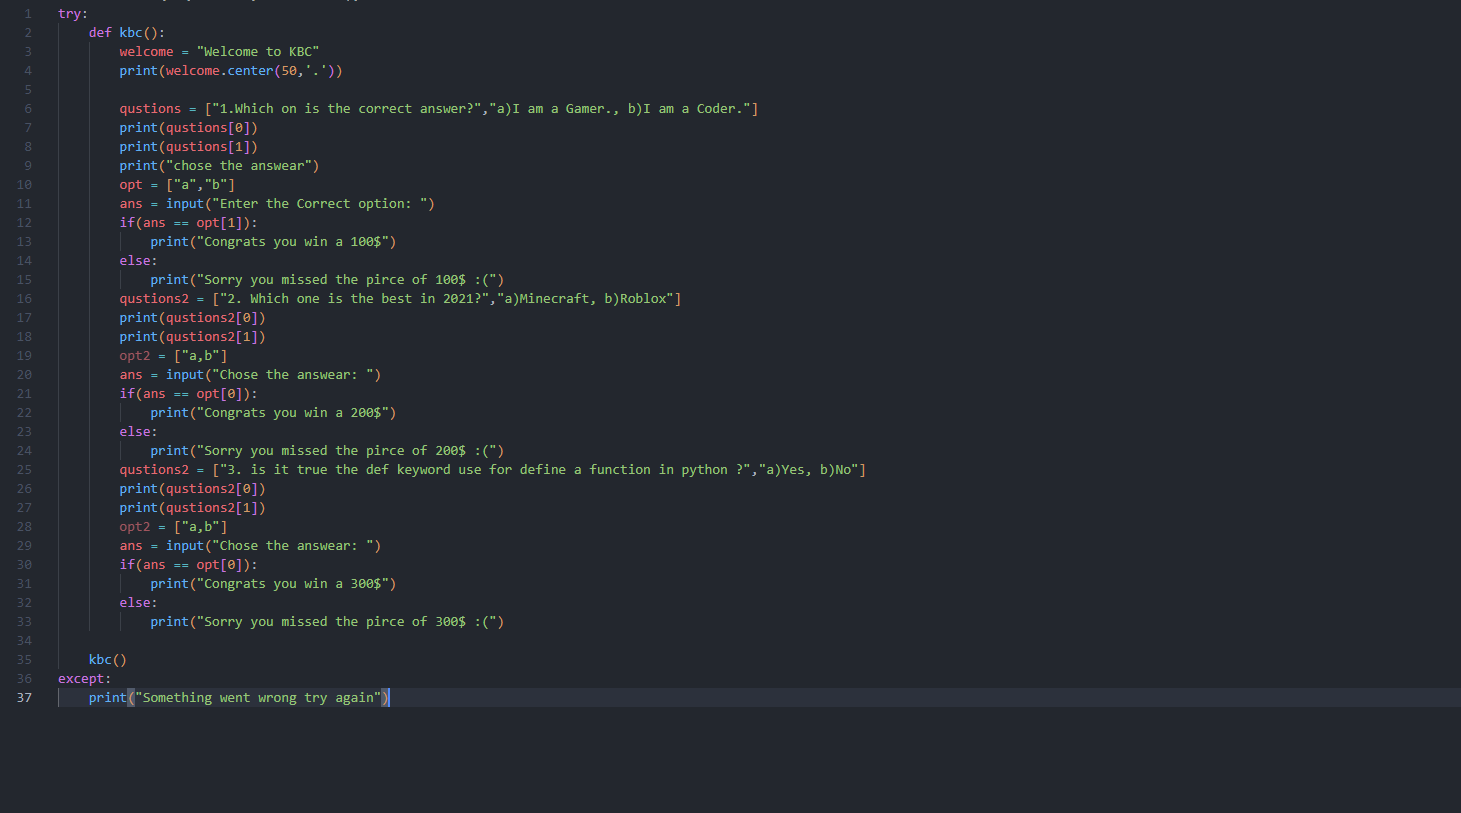 1 try:
2     def kbc():
3         welcome = "Welcome to KBC"
4         print(welcome.center(50,'.'))
5
6         qustions = ["1.Which on is the correct answer?","a)I am a Gamer., b)I am a Coder."]
7         print(qustions[0])
8         print(qustions[1])
9         print("chose the answear")
10         opt = ["a","b"]
11         ans = input("Enter the Correct option: ")
12         if(ans == opt[1]):
13             print("Congrats you win a 100$")
14         else:
15             print("Sorry you missed the pirce of 100$ :(")
16         qustions2 = ["2. Which one is the best in 2021?","a)Minecraft, b)Roblox"]
17         print(qustions2[0])
18         print(qustions2[1])
19         opt2 = ["a,b"]
20         ans = input("Chose the answear: ")
21         if(ans == opt[0]):
22             print("Congrats you win a 200$")
23         else:
24             print("Sorry you missed the pirce of 200$ :(")
25         qustions2 = ["3. is it true the def keyword use for define a function in python ?","a)Yes, b)No"]
26         print(qustions2[0])
27         print(qustions2[1])
28         opt2 = ["a,b"]
29         ans = input("Chose the answear: ")
30         if(ans == opt[0]):
31             print("Congrats you win a 300$")
32         else:
33             print("Sorry you missed the pirce of 300$ :(")
34
35     kbc()
36 except:
37     print("Something went wrong try again")